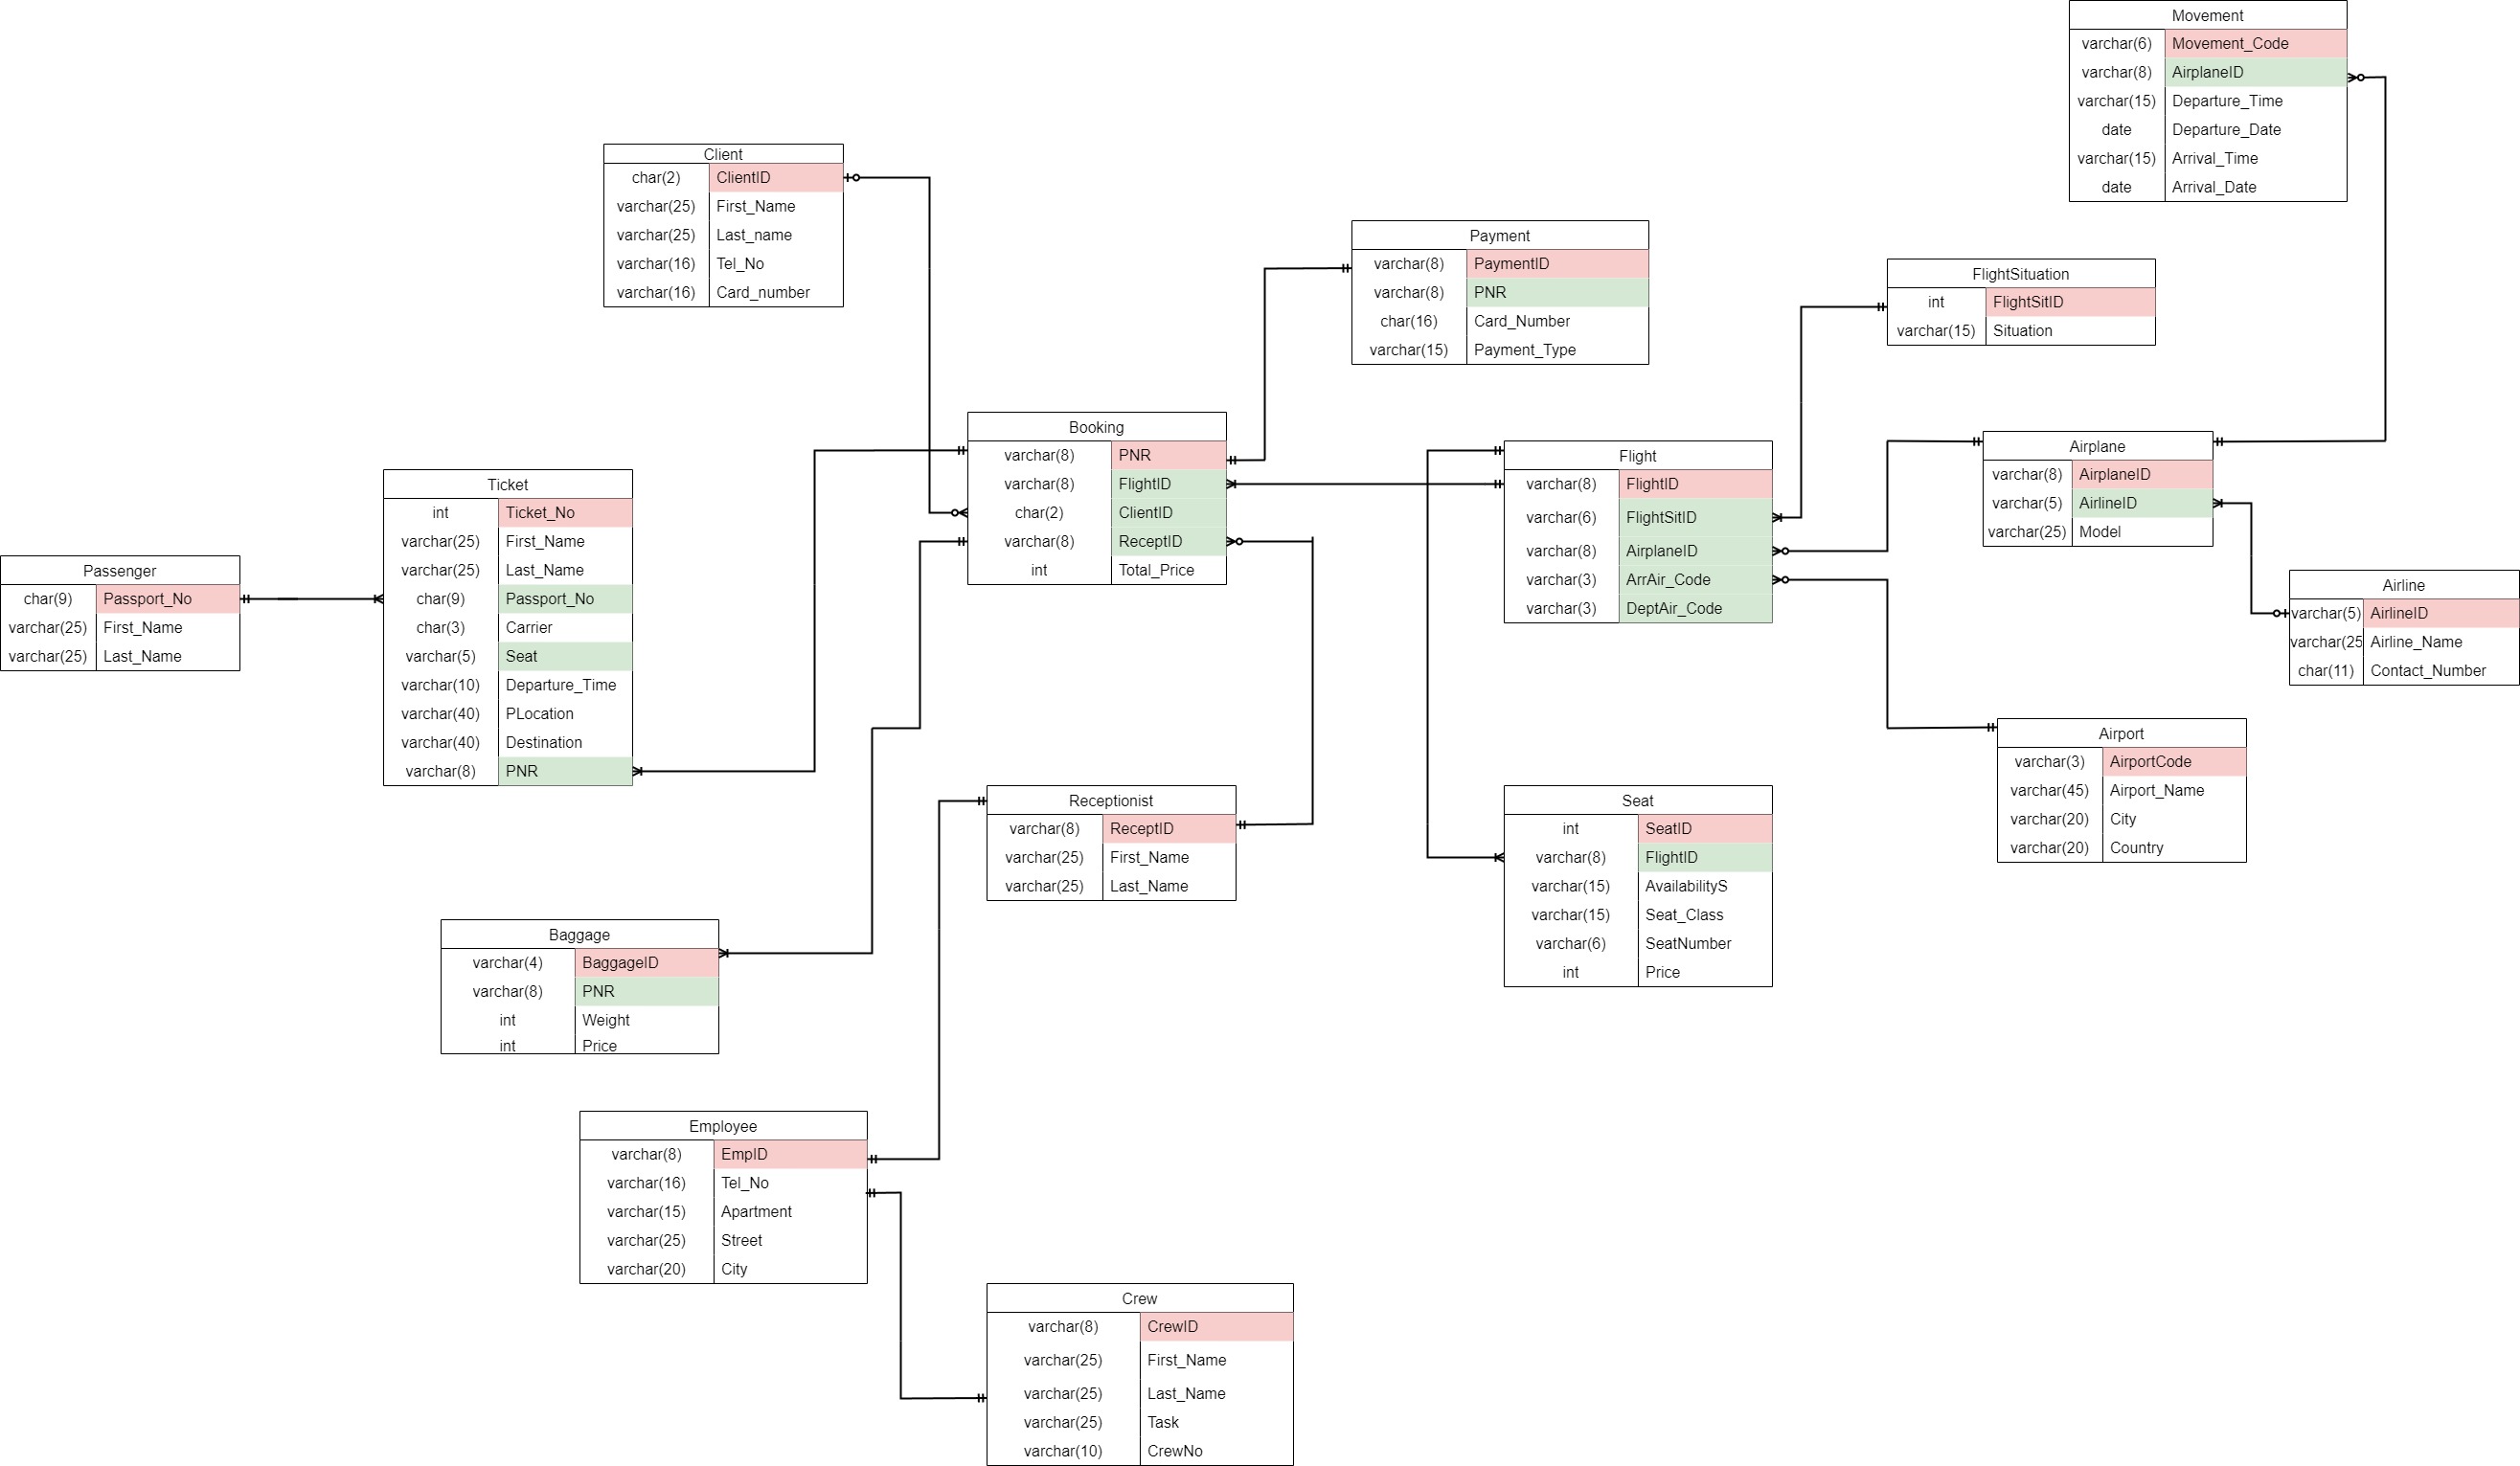 Movement
varchar(6) Movement_Code
varchar(8) AirplaneID
varchar(15) Departure_Time
date Departure_Date
varchar(15) Arrival_Time
date Arrival_Date
Client
char(2) ClientID
varchar(25) First_Name
varchar(25) Last_name
varchar(16) Tel_No
varchar(16) Card_number
Payment
varchar(8) PaymentID
varchar(8) PNR
char(16) Card_Number
varchar(15) Payment_Type
FlightSituation
int FlightSitID
varchar(15) Situation
Booking
varchar(8) PNR
varchar(8) FlightID
char(2) ClientID
varchar(8) ReceptID
int Total_Price
Flight
varchar(8) FlightID
varchar(6) FlightSitID
varchar(8) AirplaneID
varchar(3) ArrAir_Code
varchar(3) DeptAir_Code
Airplane
varchar(8) AirplaneID
varchar(5) AirlineID
varchar(25) Model
Ticket
int Ticket_No
varchar(25) First_Name
varchar(25) Last_Name
char(9) Passport_No
char(3) Carrier
varchar(5) Seat
varchar(10) Departure_Time
varchar(40) PLocation
varchar(40) Destination
varchar(8) PNR
Passenger
char(9) Passport_No
varchar(25) First_Name
varchar(25) Last_Name
Airline
varchar(5) AirlineID
varchar(25 Airline_Name
char(11) Contact_Number
Airport
varchar(3) AirportCode
varchar(45) Airport_Name
varchar(20) City
varchar(20) Country
Receptionist
varchar(8) ReceptID
varchar(25) First_Name
varchar(25) Last_Name
Seat
int SeatID
varchar(8) FlightID
varchar(15) AvailabilityS
varchar(15) Seat_Class
varchar(6) SeatNumber
int Price
Baggage
varchar(4) BaggageID
varchar(8) PNR
int Weight
int Price
Employee
varchar(8) EmpID
varchar(16) Tel_No
varchar(15) Apartment
varchar(25) Street
varchar(20) City
Crew
varchar(8) CrewID
varchar(25) First_Name
varchar(25) Last_Name
varchar(25) Task
varchar(10) CrewNo